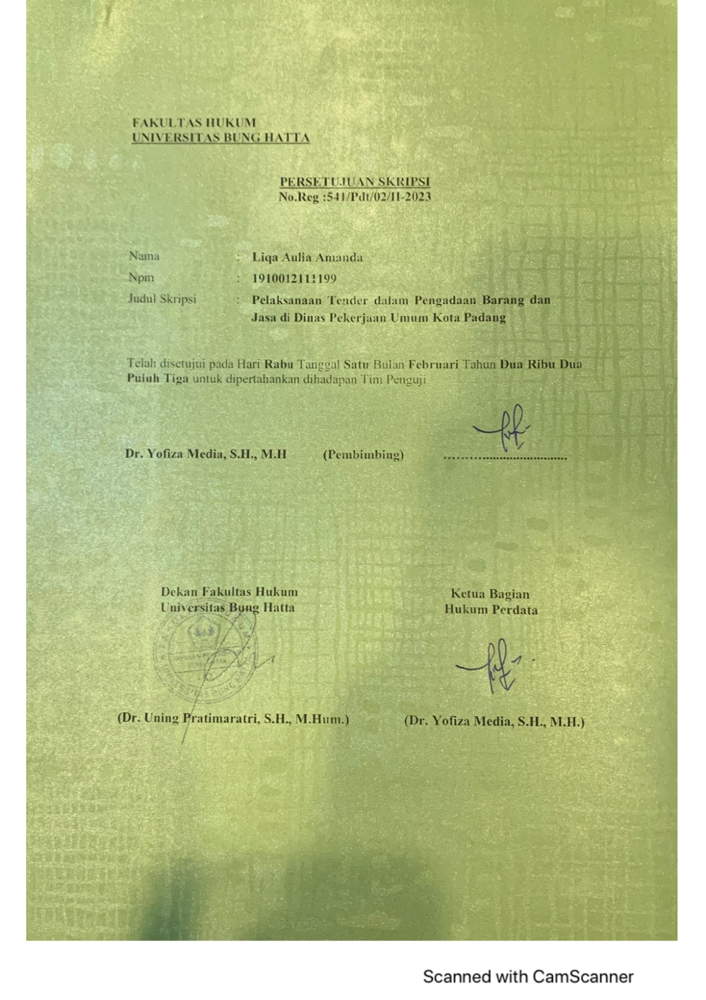 FAKULTAS HUKUM
UNIVERSITAS BUNG HATTA
PERSETUJUAN SKRIPSI
No.Reg :541/Pdt/02/II-2023
Nama : Liqa Aulia Amanda
Npm : 1910012111199
Judul Skripsi : Pelaksanaan Tender dalam Pengadaan Barang dan
Jasa di Dinas Pekerjaan Umum Kota Padang
Telah disetujui pada Hari Rabu Tanggal Satu Bulan Februari Tahun Dua Ribu Dua
Puluh Tiga untuk dipertahankan dihadapan Tim Penguji
Dr. Yofiza Media, S.H., M.H (Pembimbing) .......................................
Dekan Fakultas Hukum
Universitas Bung Hatta
Ketua Bagian
Hukum Perdata
(Dr. Uning Pratimaratri, S.H., M.Hum.)
(Dr. Yofiza Media, S.H., M.H.)
Scanned with CamScanner